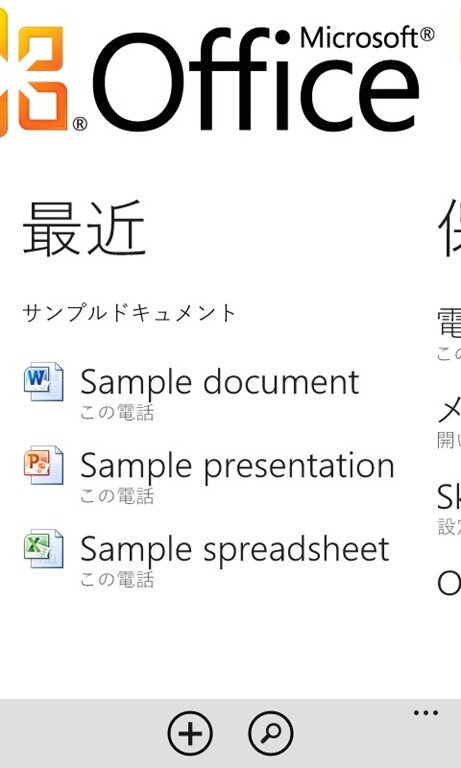 Microsoft®
Office
®
最近
サンプルドキュメント
Sample document
この電話
Sample presentation
この電話
Sample spreadsheet
この電話
電
この
メ
開い
Sk
設定
O